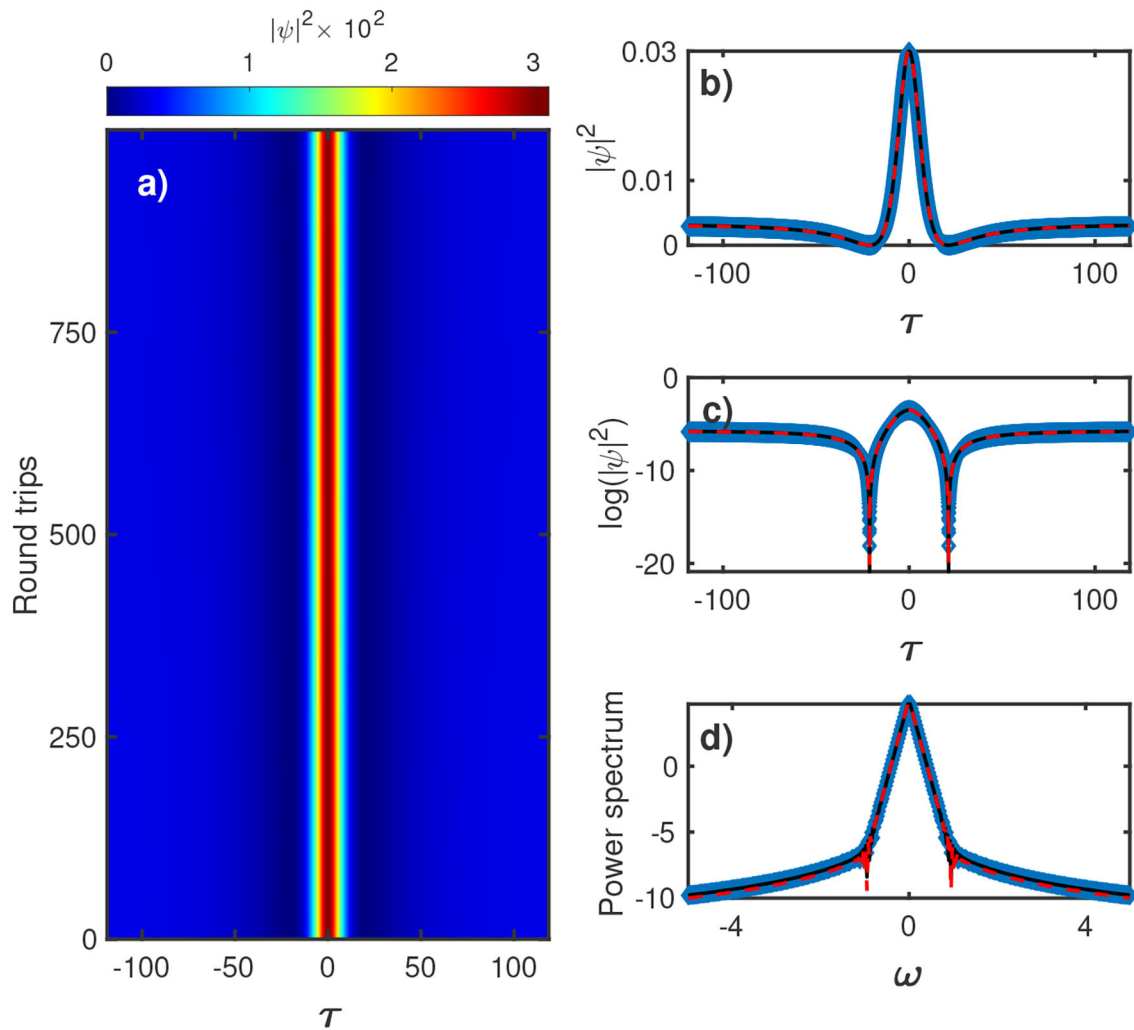 |ψ|² × 10²
0 1 2 3
a)
Round trips
750
500
250
0
-100 -50 0 50 100
τ
b)
|ψ|²
0.03
0.01
0
-100 0 100
τ
c)
log(|ψ|²)
0
-10
-20
-100 0 100
τ
d)
Power spectrum
0
-5
-10
-4 0 4
ω